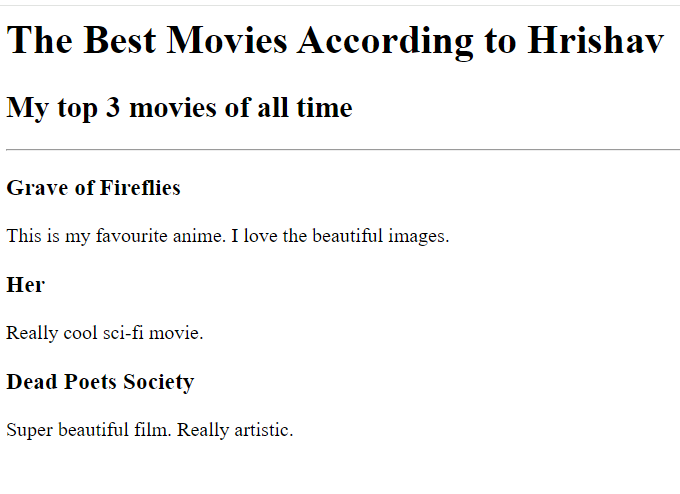 The Best Movies According to Hrishav
My top 3 movies of all time
Grave of Fireflies
This is my favourite anime. I love the beautiful images.
Her
Really cool sci-fi movie.
Dead Poets Society
Super beautiful film. Really artistic.